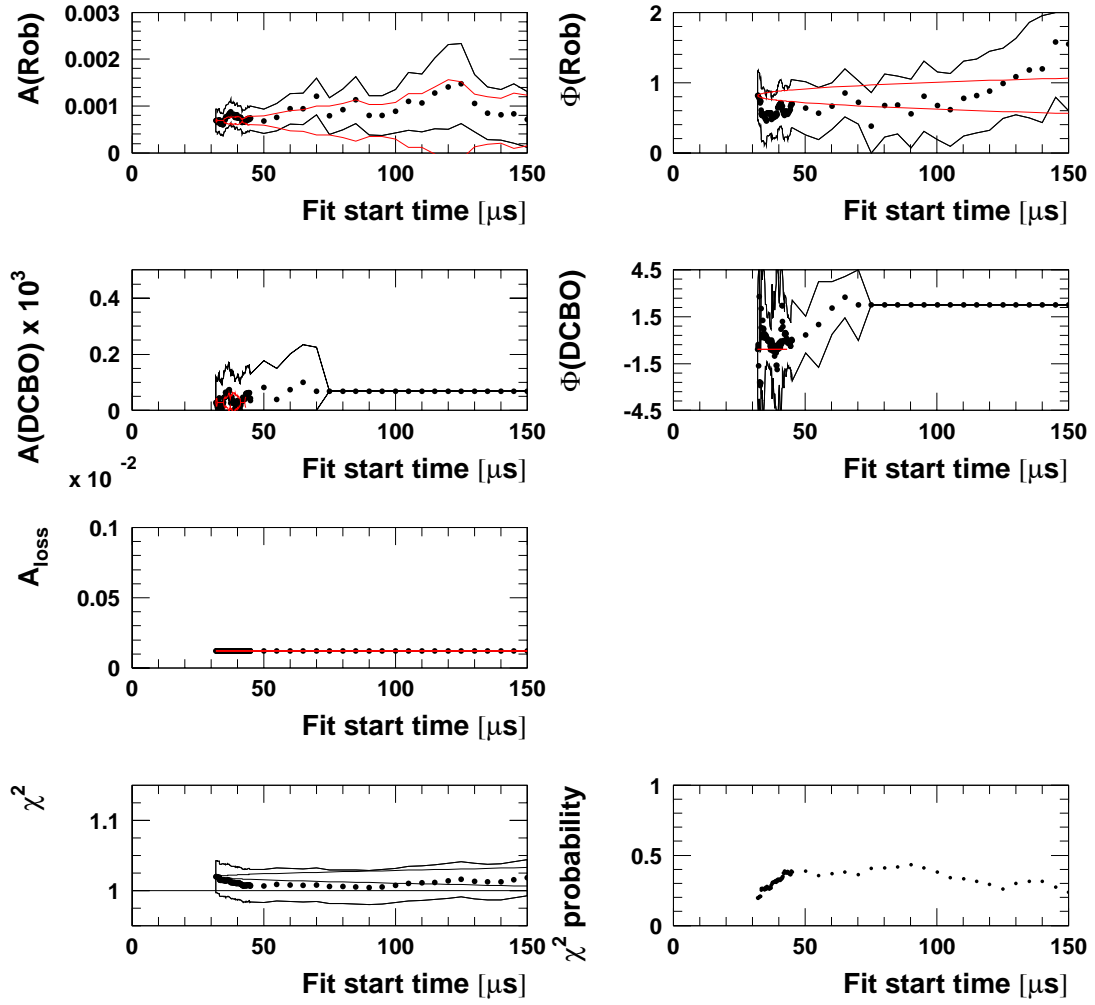 A(Rob)
0.003
0.002
0.001
0
0 50 100 150
Fit start time [μs]
Φ(Rob)
2
1
0
0 50 100 150
Fit start time [μs]
A(DCBO) x 10³
0.4
0.2
0
0 50 100 150
Fit start time [μs]
Φ(DCBO)
4.5
1.5
-1.5
-4.5
0 50 100 150
Fit start time [μs]
x 10 -2
A loss
0.1
0.05
0
0 50 100 150
Fit start time [μs]
χ²
1.1
1
0 50 100 150
Fit start time [μs]
χ² probability
1
0.5
0
0 50 100 150
Fit start time [μs]